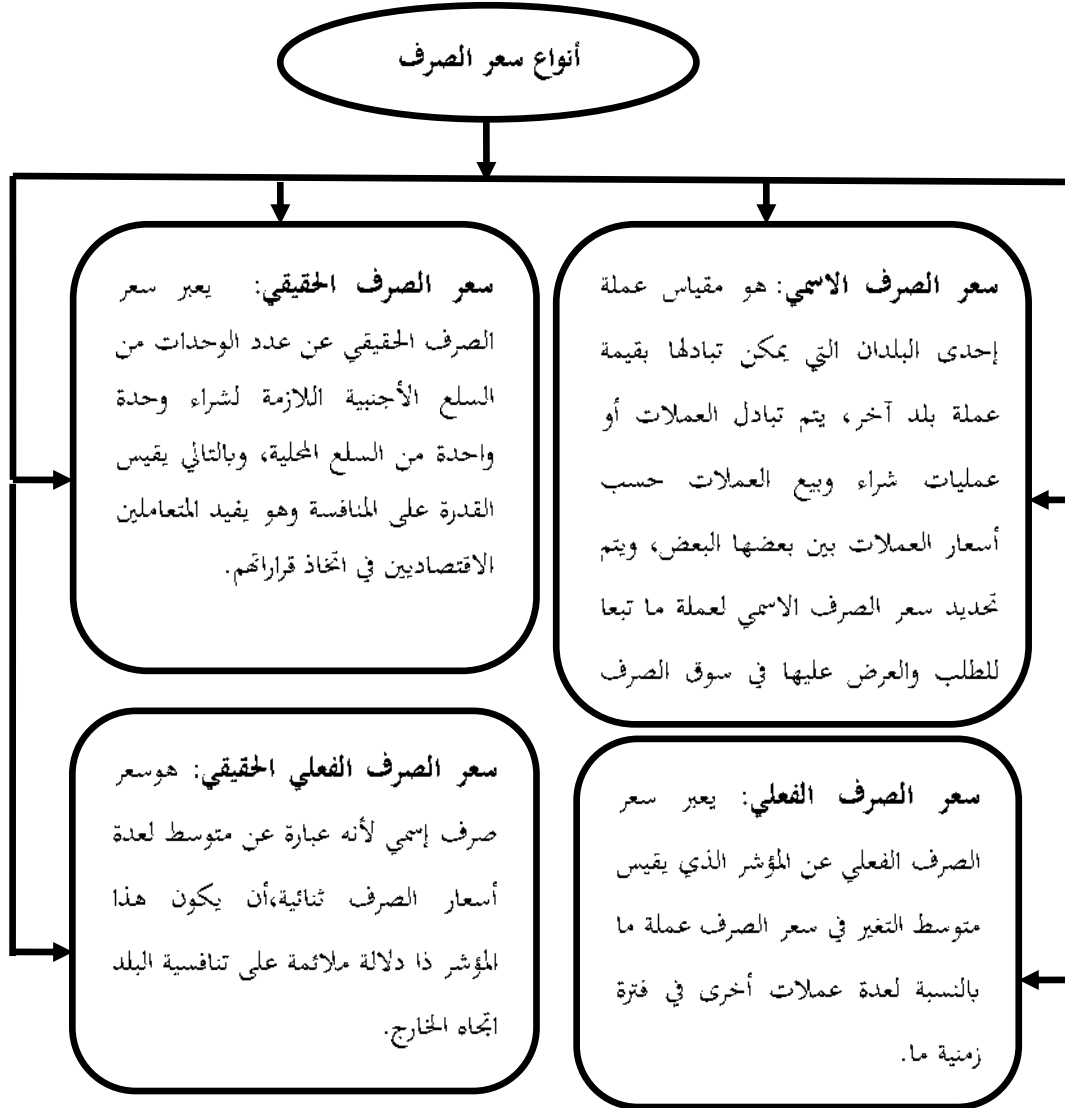 أنواع سعر الصرف
سعر الصرف الاسمي: هو مقياس عملة
إحدى البلدان التي يمكن تبادلها بقيمة
عملة بلد آخر، يتم تبادل العملات أو
عمليات شراء وبيع العملات حسب
أسعار العملات بين بعضها البعض، ويتم
تحديد سعر الصرف الاسمي لعملة ما تبعا
للطلب والعرض عليها في سوق الصرف
سعر الصرف الحقيقي: يعبر سعر
الصرف الحقيقي عن عدد الوحدات من
السلع الأجنبية اللازمة لشراء وحدة
واحدة من السلع المحلية، وبالتالي يقيس
القدرة على المنافسة وهو يفيد المتعاملين
الاقتصاديين في اتخاذ قراراتهم.
سعر الصرف الفعلي: يعبر سعر
الصرف الفعلي عن المؤشر الذي يقيس
متوسط التغير في سعر الصرف عملة ما
بالنسبة لعدة عملات أخرى في فترة
زمنية ما.
سعر الصرف الفعلي الحقيقي: هوسعر
صرف إسمي لأنه عبارة عن متوسط لعدة
أسعار الصرف ثنائية،أن يكون هذا
المؤشر ذا دلالة ملائمة على تنافسية البلد
اتجاه الخارج.